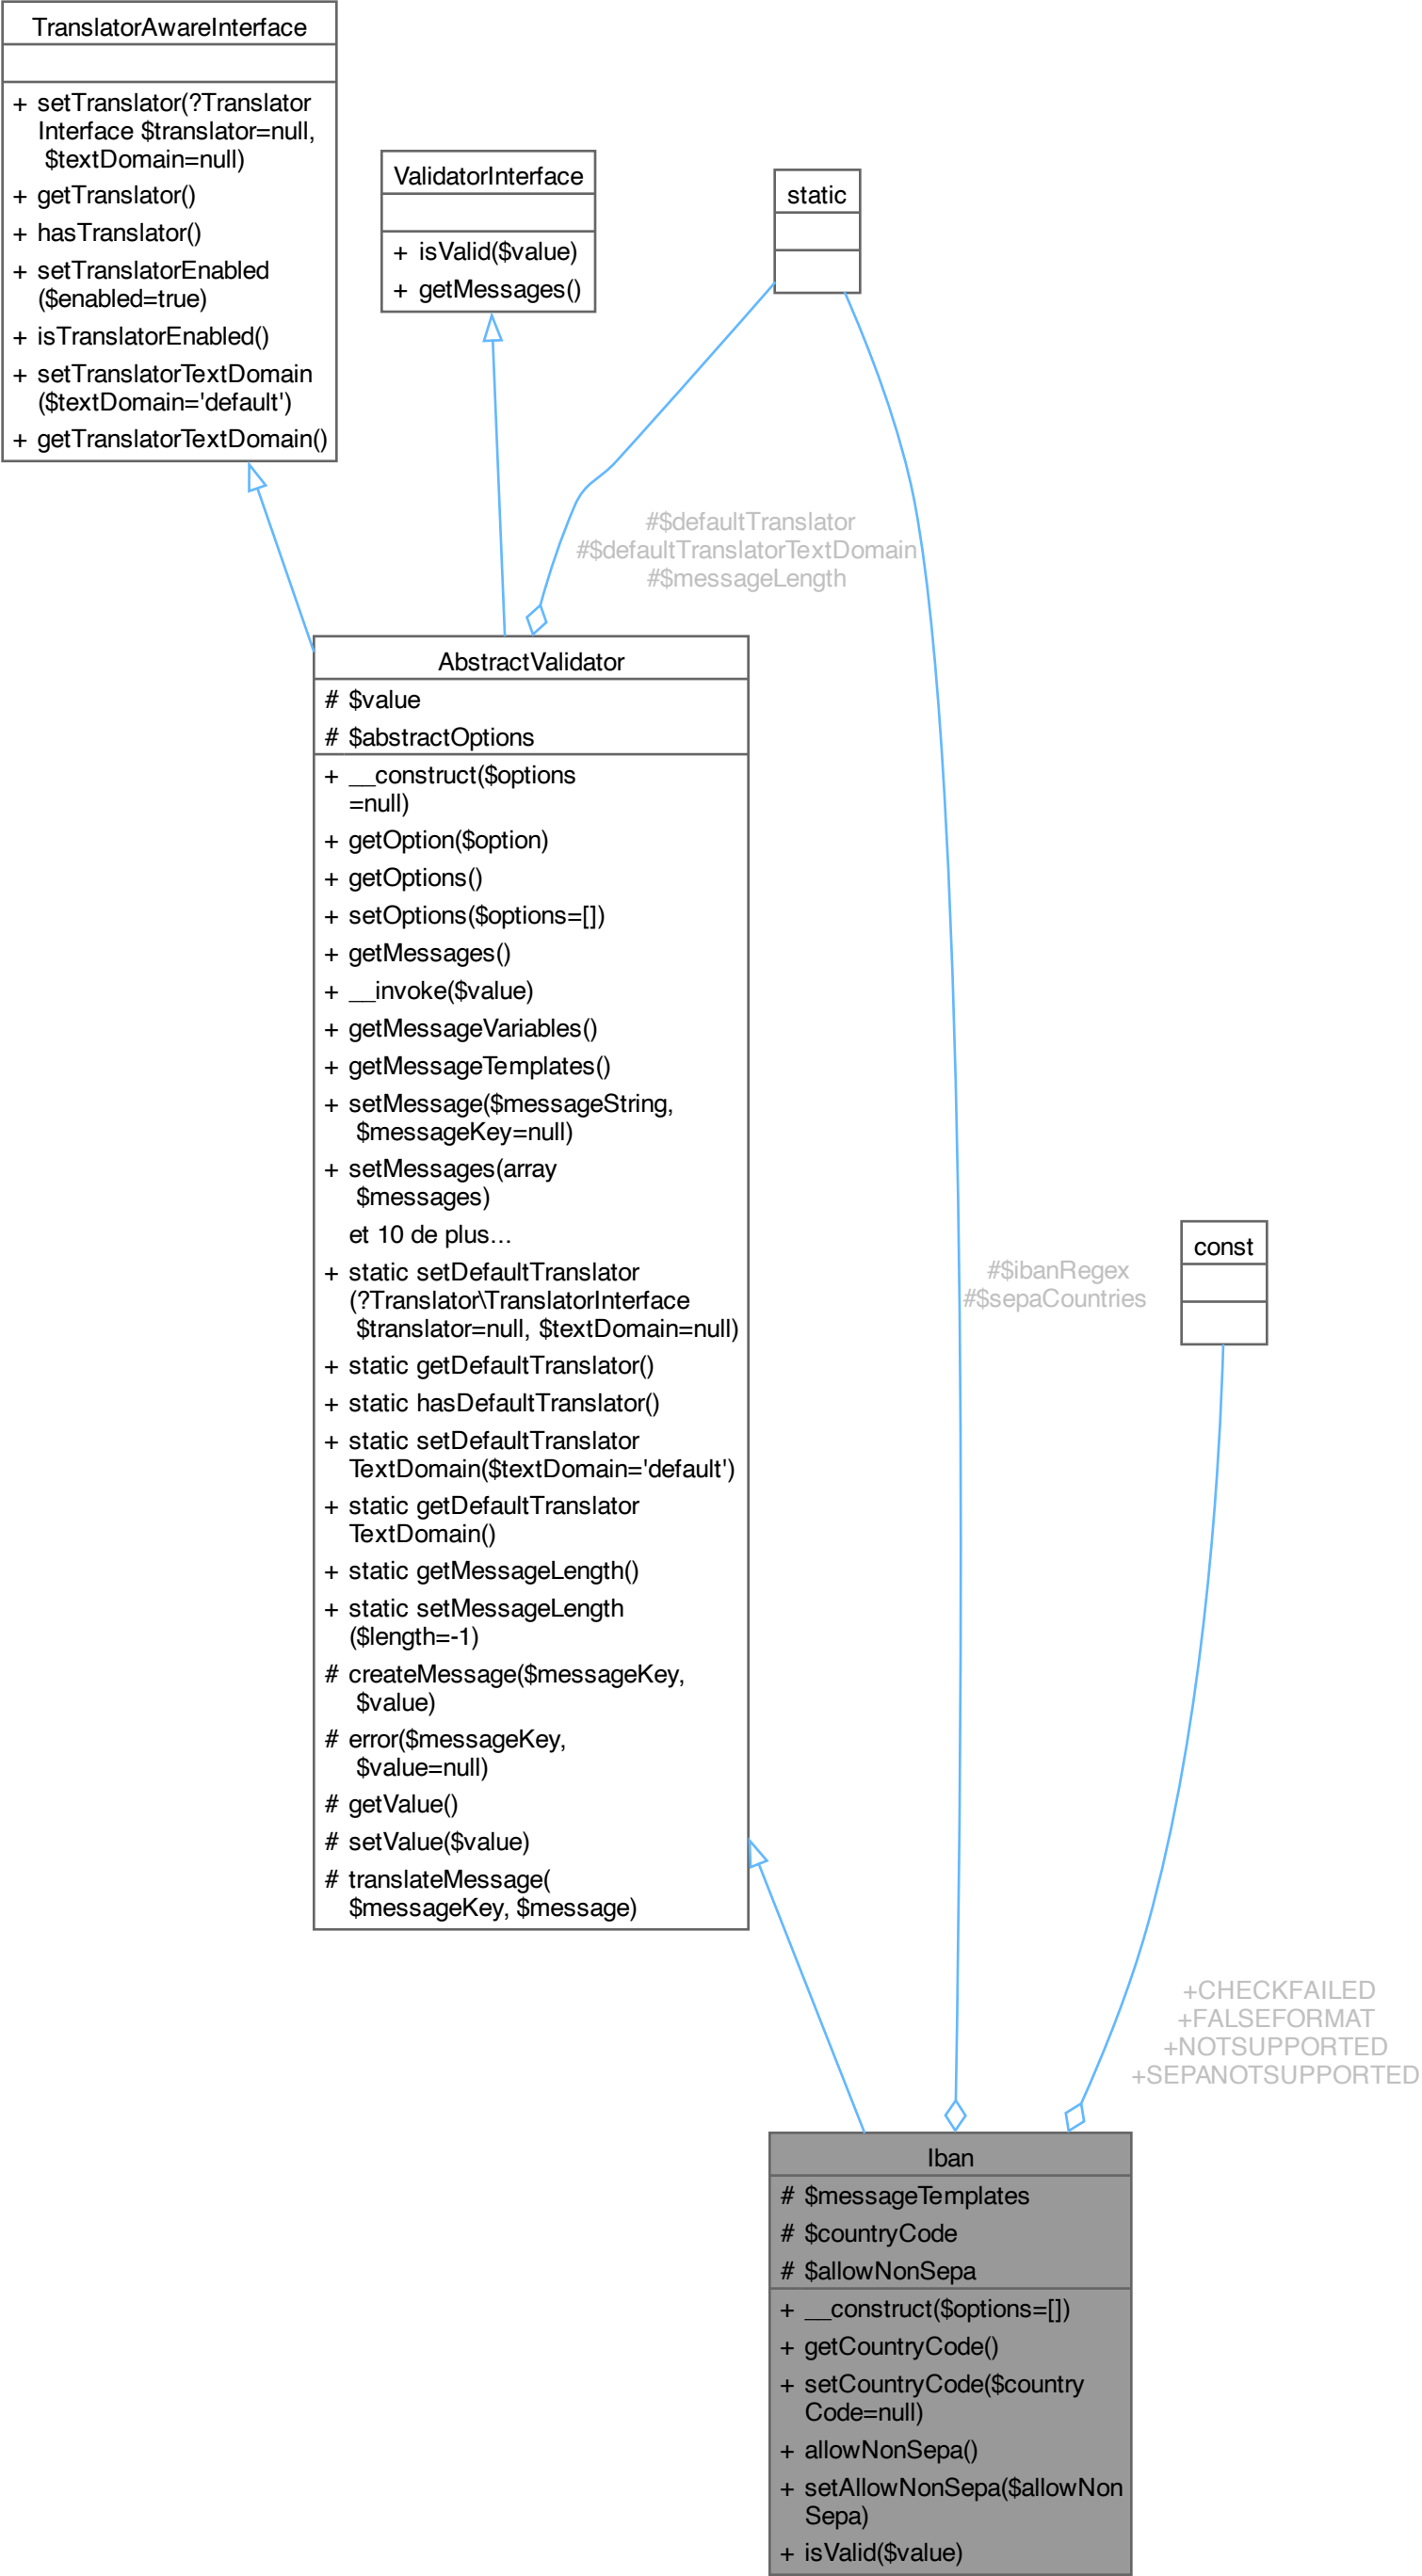 TranslatorAwareInterface
+ setTranslator(?Translator
Interface $translator=null,
$textDomain=null)
+ getTranslator()
+ hasTranslator()
+ setTranslatorEnabled
($enabled=true)
+ isTranslatorEnabled()
+ setTranslatorTextDomain
($textDomain='default')
+ getTranslatorTextDomain()
ValidatorInterface
+ isValid($value)
+ getMessages()
static
#$defaultTranslator
#$defaultTranslatorTextDomain
#$messageLength
AbstractValidator
# $value
# $abstractOptions
+ __construct($options
=null)
+ getOption($option)
+ getOptions()
+ setOptions($options=[])
+ getMessages()
+ __invoke($value)
+ getMessageVariables()
+ getMessageTemplates()
+ setMessage($messageString,
$messageKey=null)
+ setMessages(array
$messages)
et 10 de plus...
+ static setDefaultTranslator
(?Translator\TranslatorInterface
$translator=null, $textDomain=null)
+ static getDefaultTranslator()
+ static hasDefaultTranslator()
+ static setDefaultTranslator
TextDomain($textDomain='default')
+ static getDefaultTranslator
TextDomain()
+ static getMessageLength()
+ static setMessageLength
($length=-1)
# createMessage($messageKey,
$value)
# error($messageKey,
$value=null)
# getValue()
# setValue($value)
# translateMessage(
$messageKey, $message)
#$ibanRegex
#$sepaCountries
const
+CHECKFAILED
+FALSEFORMAT
+NOTSUPPORTED
+SEPANOTSUPPORTED
Iban
# $messageTemplates
# $countryCode
# $allowNonSepa
+ __construct($options=[])
+ getCountryCode()
+ setCountryCode($country
Code=null)
+ allowNonSepa()
+ setAllowNonSepa($allowNon
Sepa)
+ isValid($value)